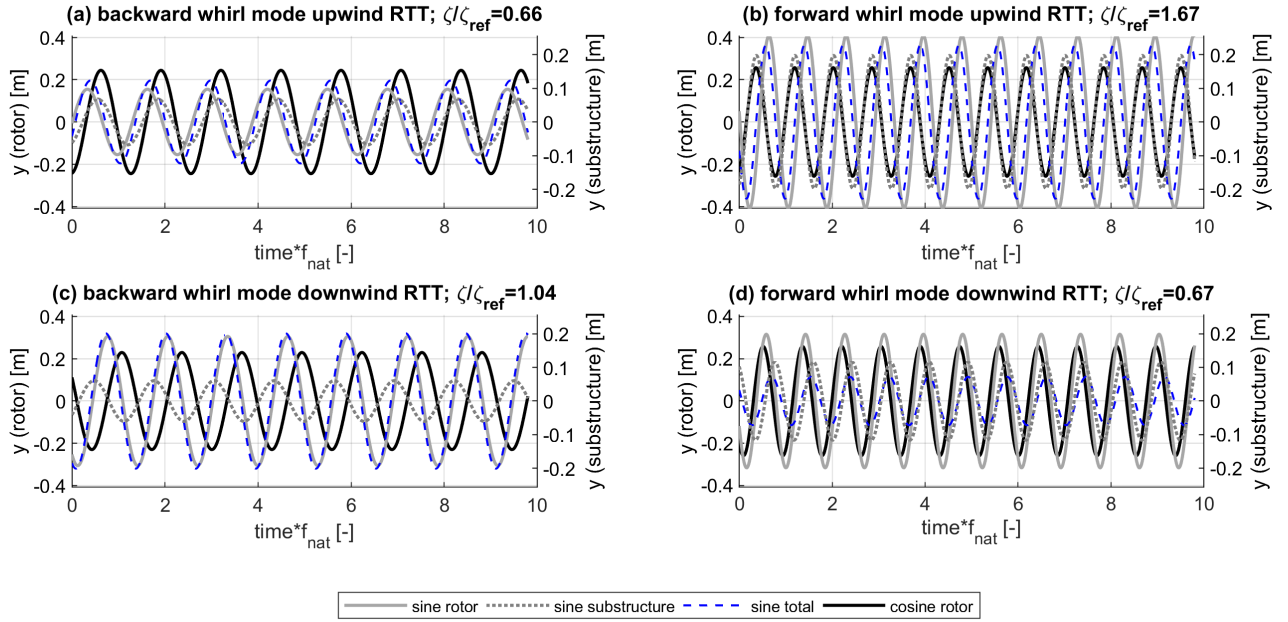 (a) backward whirl mode upwind RTT; ζ/ζref=0.66
(b) forward whirl mode upwind RTT; ζ/ζref=1.67
0.4
0.2
0
-0.2
-0.4
y (rotor) [m]
0.2
0.1
0
-0.1
-0.2
y (substructure) [m]
0 2 4 6 8 10
time*fnat [-]
0.4
0.2
0
-0.2
-0.4
y (rotor) [m]
0.2
0.1
0
-0.1
-0.2
y (substructure) [m]
0 2 4 6 8 10
time*fnat [-]
(c) backward whirl mode downwind RTT; ζ/ζref=1.04
(d) forward whirl mode downwind RTT; ζ/ζref=0.67
0.4
0.2
0
-0.2
-0.4
y (rotor) [m]
0.2
0.1
0
-0.1
-0.2
y (substructure) [m]
0 2 4 6 8 10
time*fnat [-]
0.4
0.2
0
-0.2
-0.4
y (rotor) [m]
0.2
0.1
0
-0.1
-0.2
y (substructure) [m]
0 2 4 6 8 10
time*fnat [-]
sine rotor sine substructure sine total cosine rotor